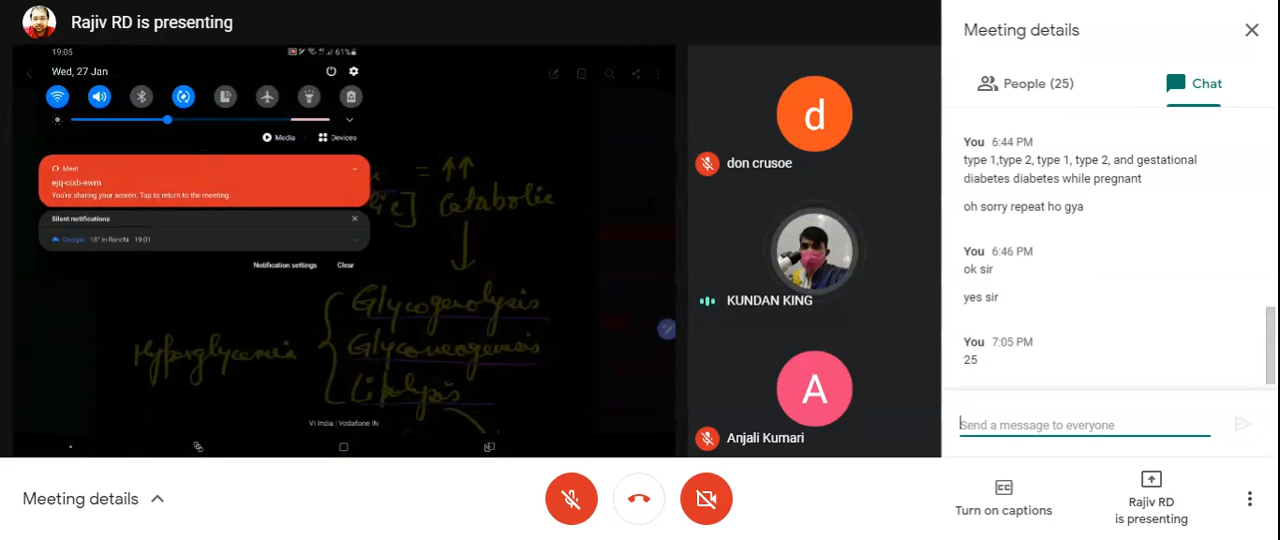 Rajiv RD is presenting
19:05
61%
Wed, 27 Jan
Media
Devices
Meet
ejq-oixb-ewm
You're sharing your screen. Tap to return to the meeting.
Silent notifications
Google 18° in Ranchi 19:01
Notification settings
Clear
= ↑↑
Catabolic
Glycogenolysis
Hyperglycemia
Gluconeogenesis
Lipolysis
Vi India | Vodafone IN
d
don crusoe
KUNDAN KING
A
Anjali Kumari
Meeting details
People (25)
Chat
You 6:44 PM
type 1,type 2, type 1, type 2, and gestational
diabetes diabetes while pregnant
oh sorry repeat ho gya
You 6:46 PM
ok sir
yes sir
You 7:05 PM
25
Send a message to everyone
Meeting details
CC
Turn on captions
Rajiv RD
is presenting